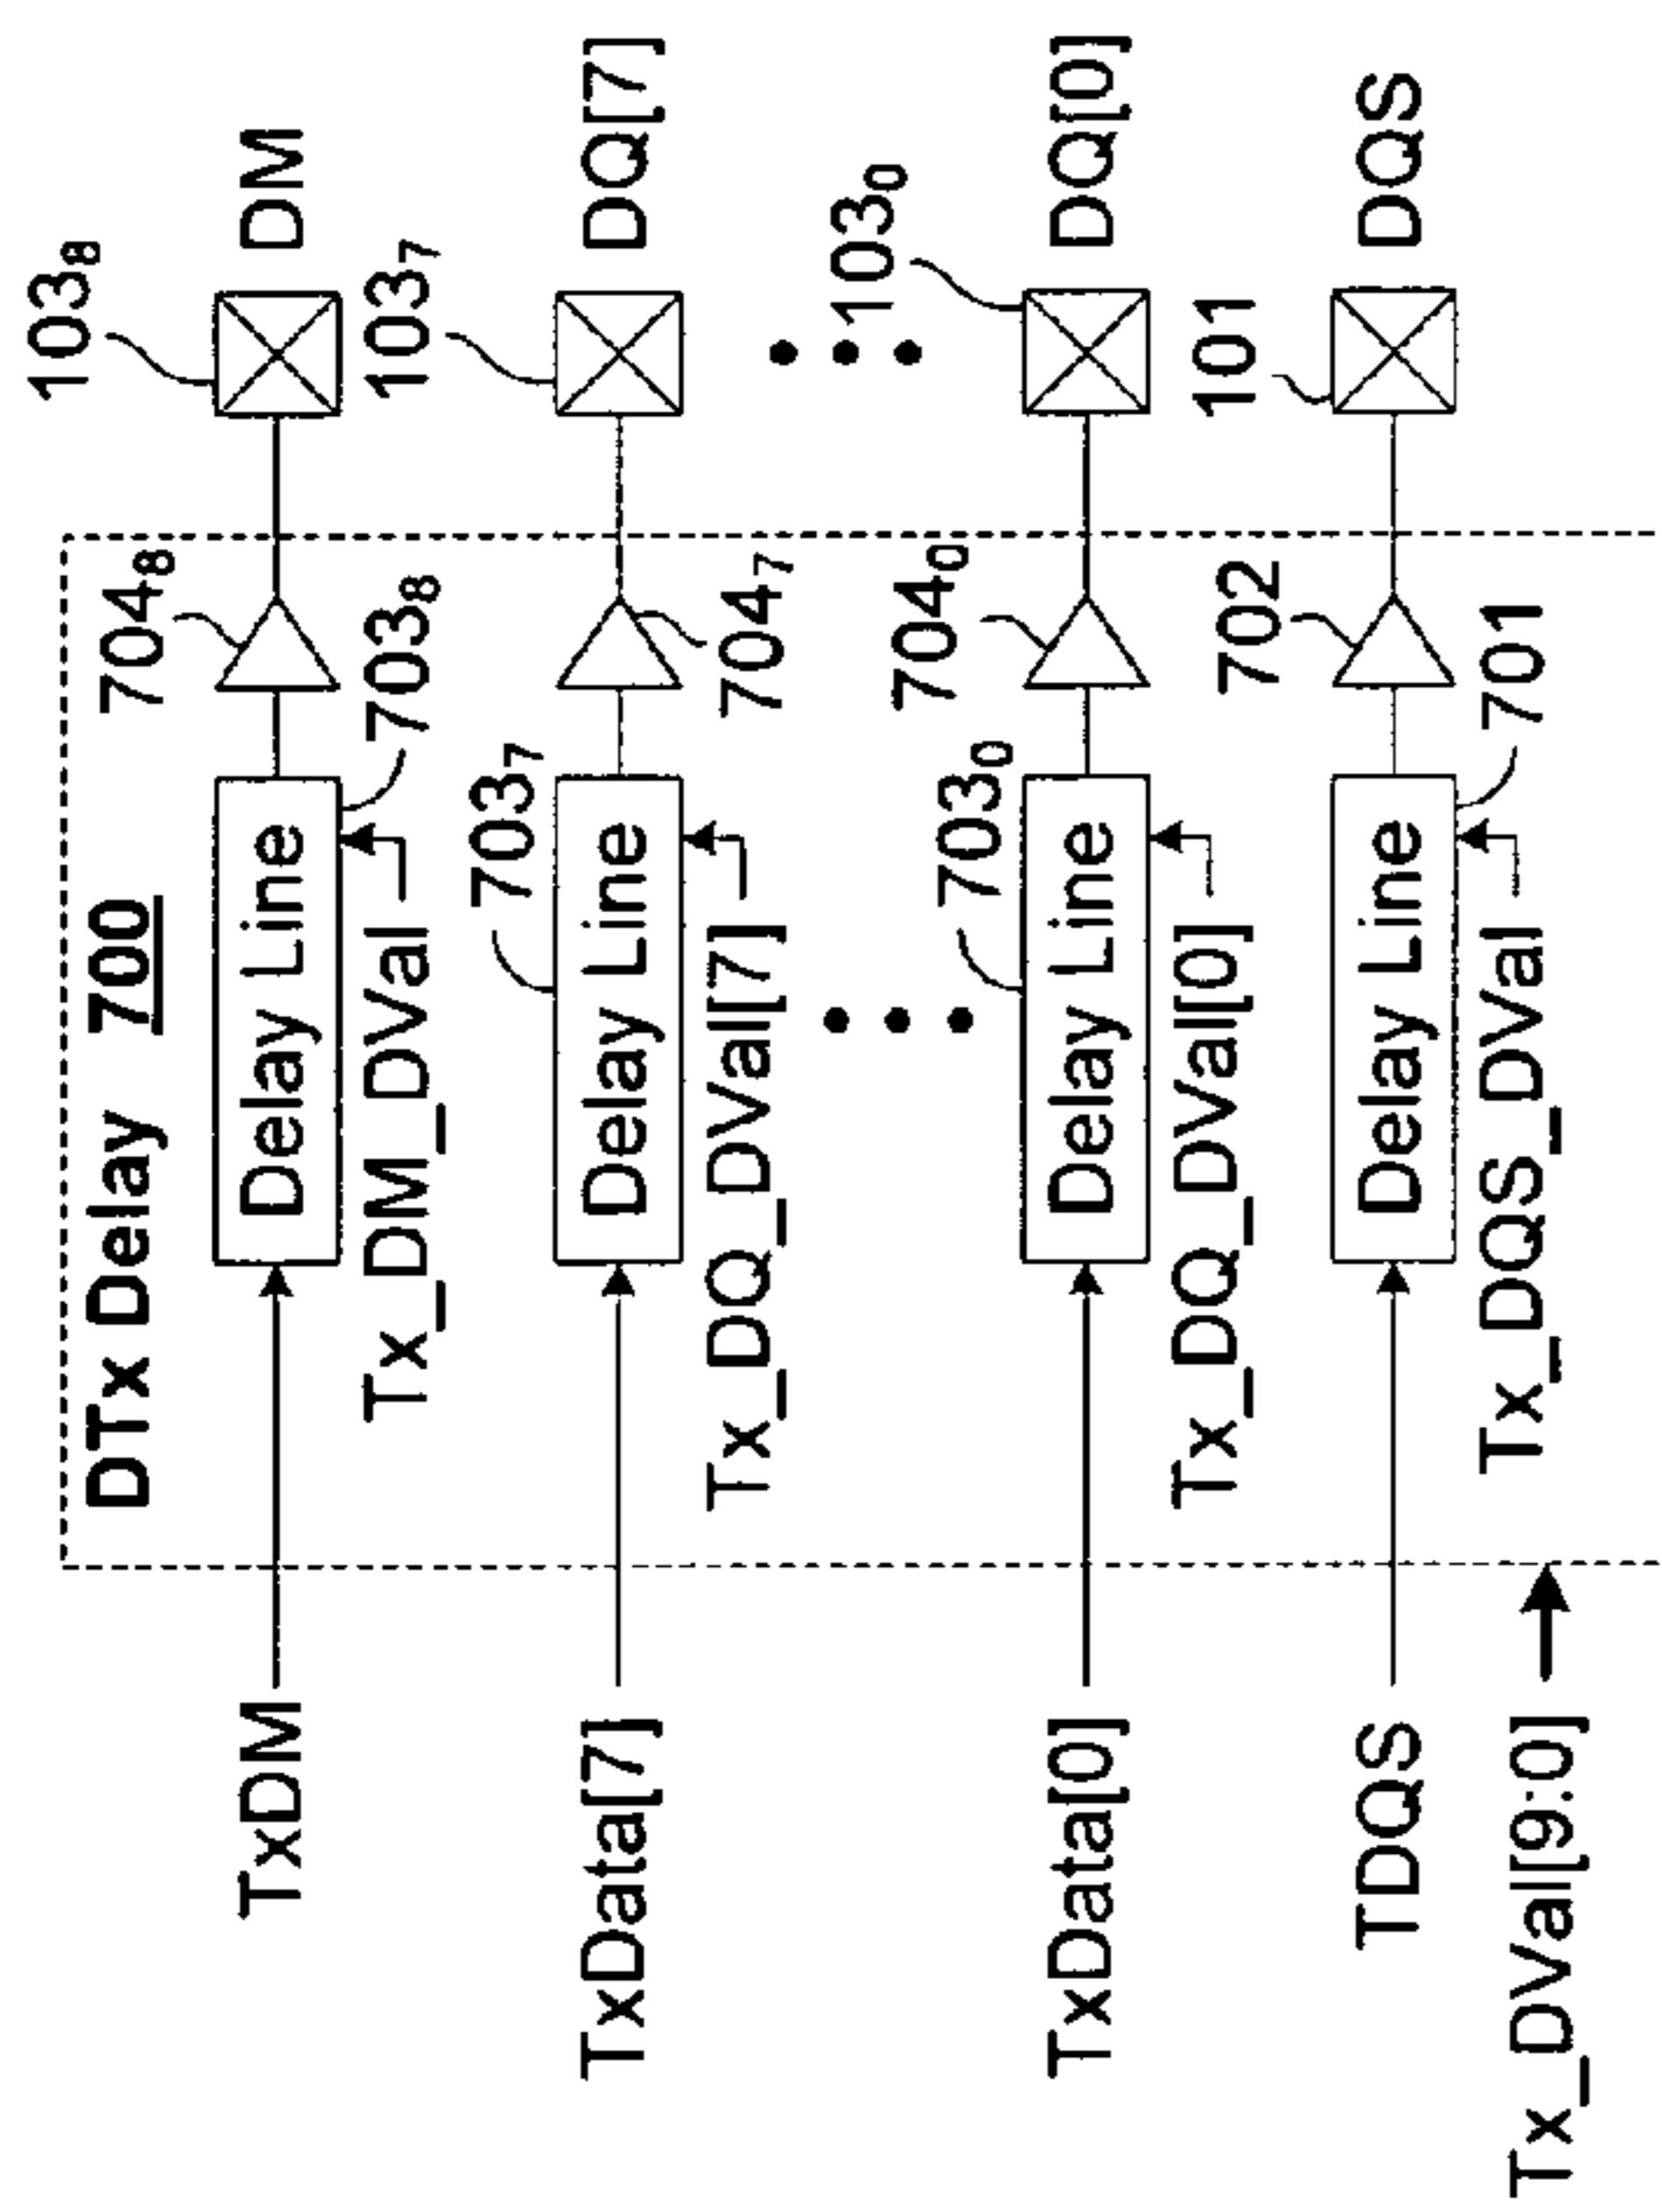 DTx Delay 700
TxDM
Delay Line
Tx_DM_DVal
703₈
704₈
103₈
DM
TxData[7]
Delay Line
Tx_DQ_DVal[7]
703₇
704₇
103₇
DQ[7]
TxData[0]
Delay Line
Tx_DQ_DVal[0]
703₀
704₀
103₀
DQ[0]
TDQS
Delay Line
Tx_DQS_DVal
701
702
101
DQS
Tx_DVal[9:0]